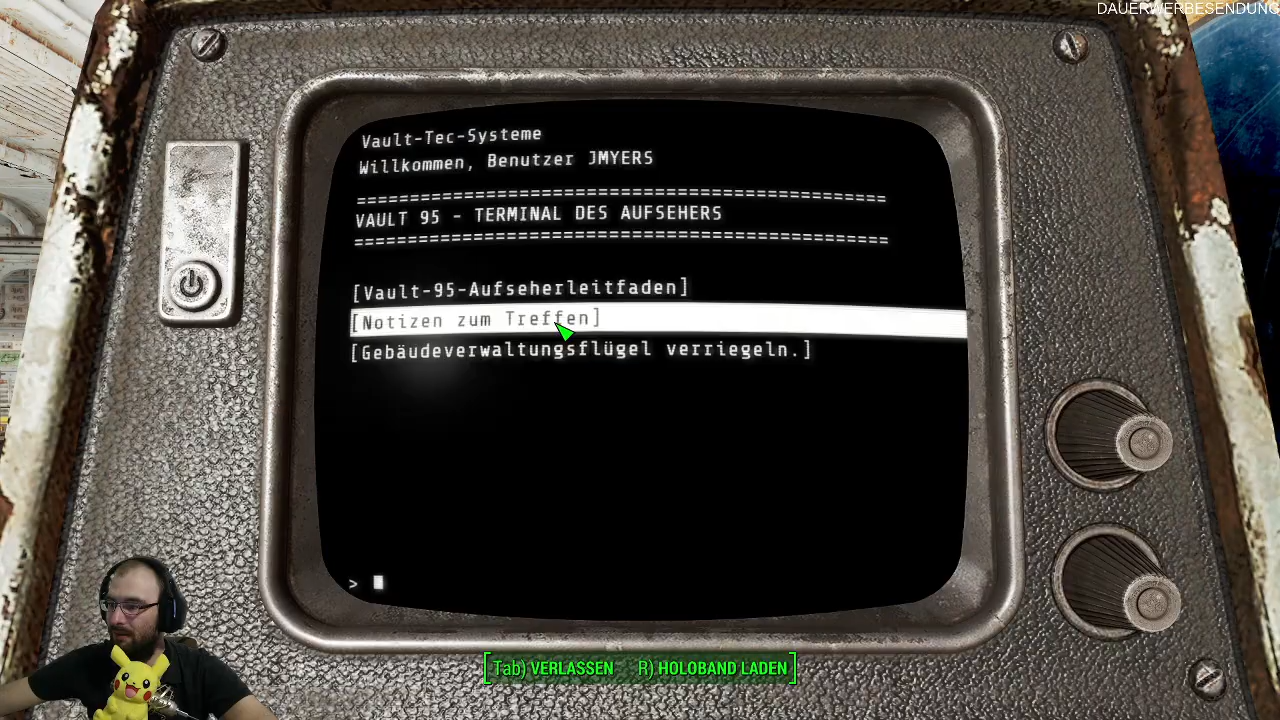 DAUERWERBESENDUNG
Vault-Tec-Systeme
Willkommen, Benutzer JMYERS
=================================================
VAULT 95 - TERMINAL DES AUFSEHERS
=================================================
[Vault-95-Aufseherleitfaden]
[Notizen zum Treffen]
[Gebäudeverwaltungsflügel verriegeln.]
>
Tab) VERLASSEN R) HOLOBAND LADEN